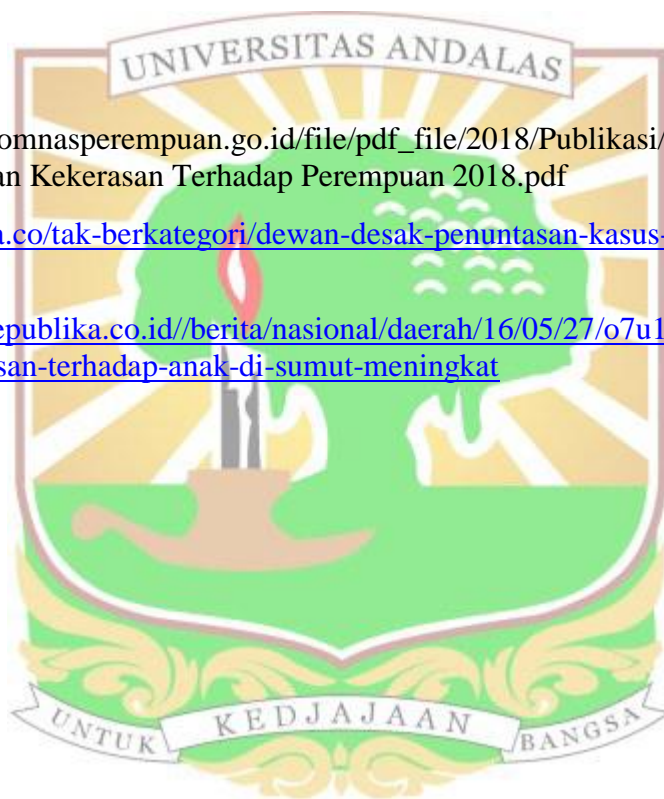 UNIVERSITAS ANDALAS
omnasperempuan.go.id/file/pdf_file/2018/Publikasi/
an Kekerasan Terhadap Perempuan 2018.pdf
a.co/tak-berkategori/dewan-desak-penuntasan-kasus-
epublika.co.id//berita/nasional/daerah/16/05/27/o7u1
san-terhadap-anak-di-sumut-meningkat
UNTUK KEDJAJAAN BANGSA